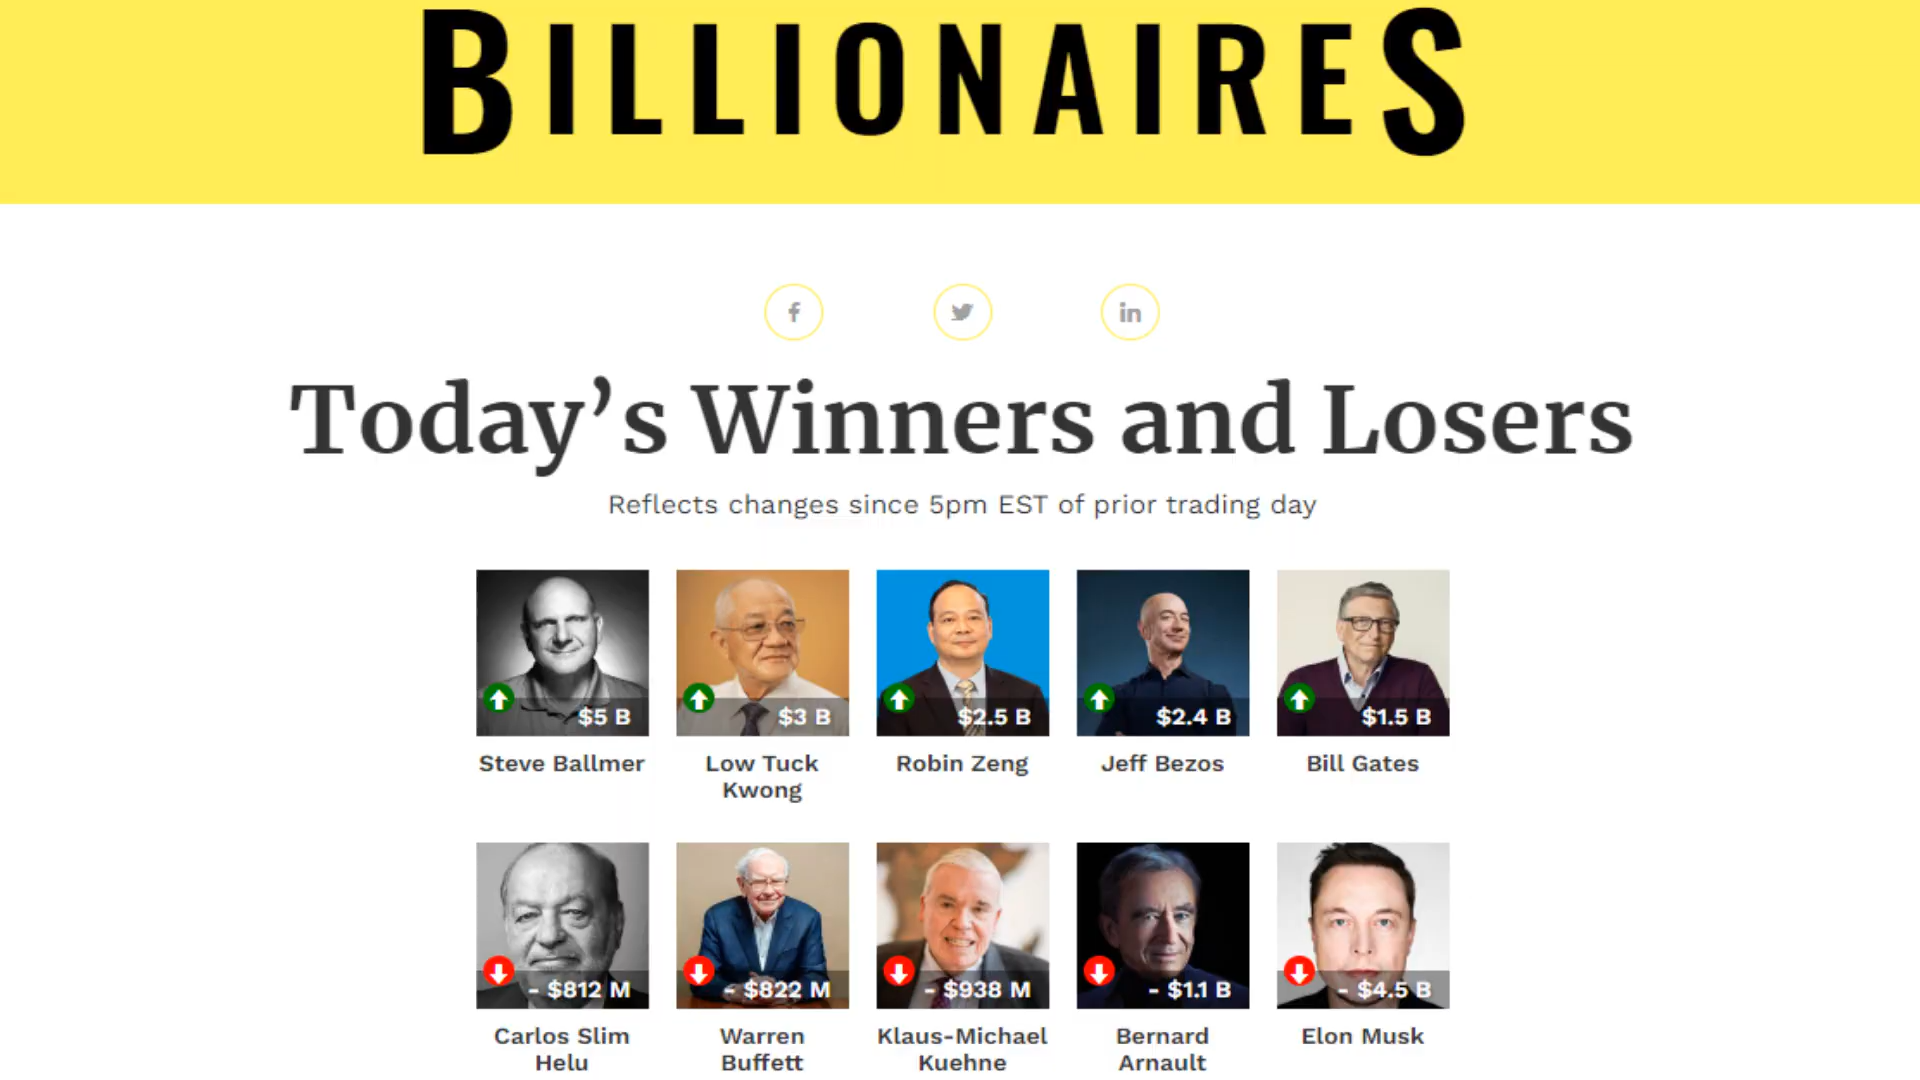 BILLIONAIRES
Today’s Winners and Losers
Reflects changes since 5pm EST of prior trading day
$5 B
$3 B
$2.5 B
$2.4 B
$1.5 B
Steve Ballmer
Low Tuck
Kwong
Robin Zeng
Jeff Bezos
Bill Gates
- $812 M
- $822 M
- $938 M
- $1.1 B
- $4.5 B
Carlos Slim
Helu
Warren
Buffett
Klaus-Michael
Kuehne
Bernard
Arnault
Elon Musk